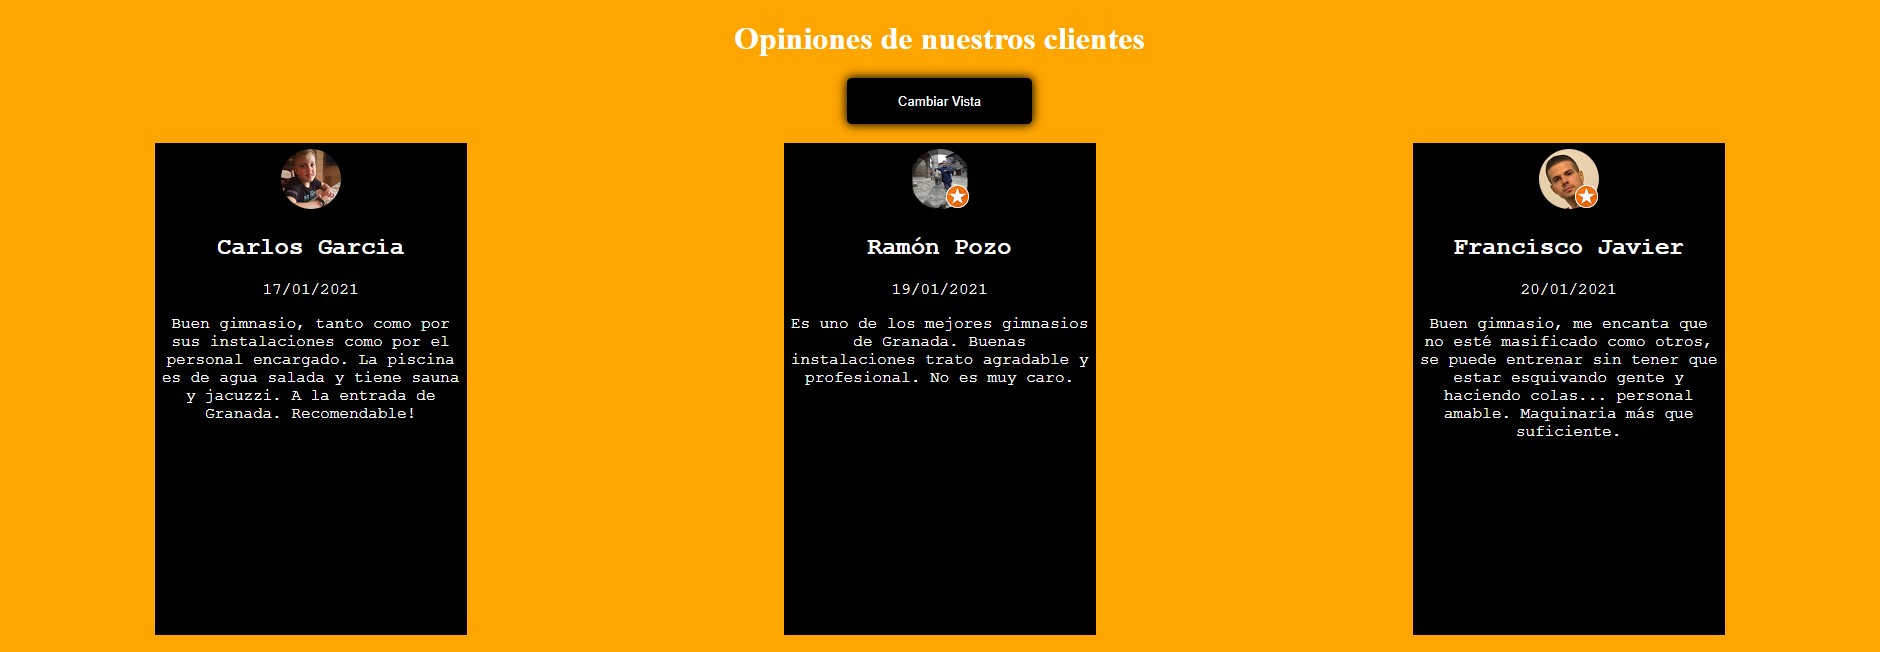 Opiniones de nuestros clientes
Cambiar Vista
Carlos Garcia
17/01/2021
Buen gimnasio, tanto como por
sus instalaciones como por el
personal encargado. La piscina
es de agua salada y tiene sauna
y jacuzzi. A la entrada de
Granada. Recomendable!
Ramón Pozo
19/01/2021
Es uno de los mejores gimnasios
de Granada. Buenas
instalaciones trato agradable y
profesional. No es muy caro.
Francisco Javier
20/01/2021
Buen gimnasio, me encanta que
no esté masificado como otros,
se puede entrenar sin tener que
estar esquivando gente y
haciendo colas... personal
amable. Maquinaria más que
suficiente.